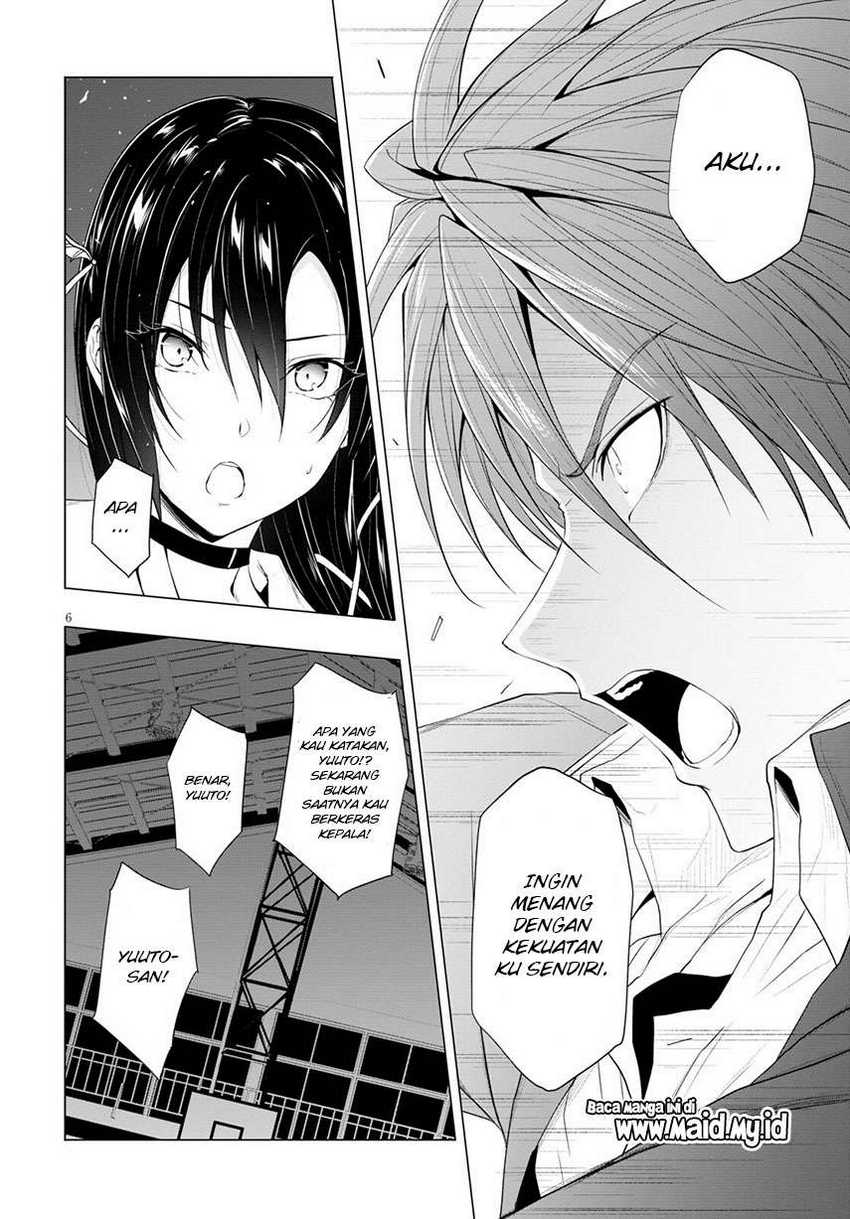 AKU...
INGIN
MENANG
DENGAN
KEKUATAN
KU SENDIRI.
APA
...
6
APA YANG
KAU KATAKAN,
YUUTO!?
SEKARANG
BUKAN
SAATNYA KAU
BERKERAS
KEPALA!
BENAR,
YUUTO!
YUUTO-
SAN!
Baca Manga ini di
www.Maid.My.id